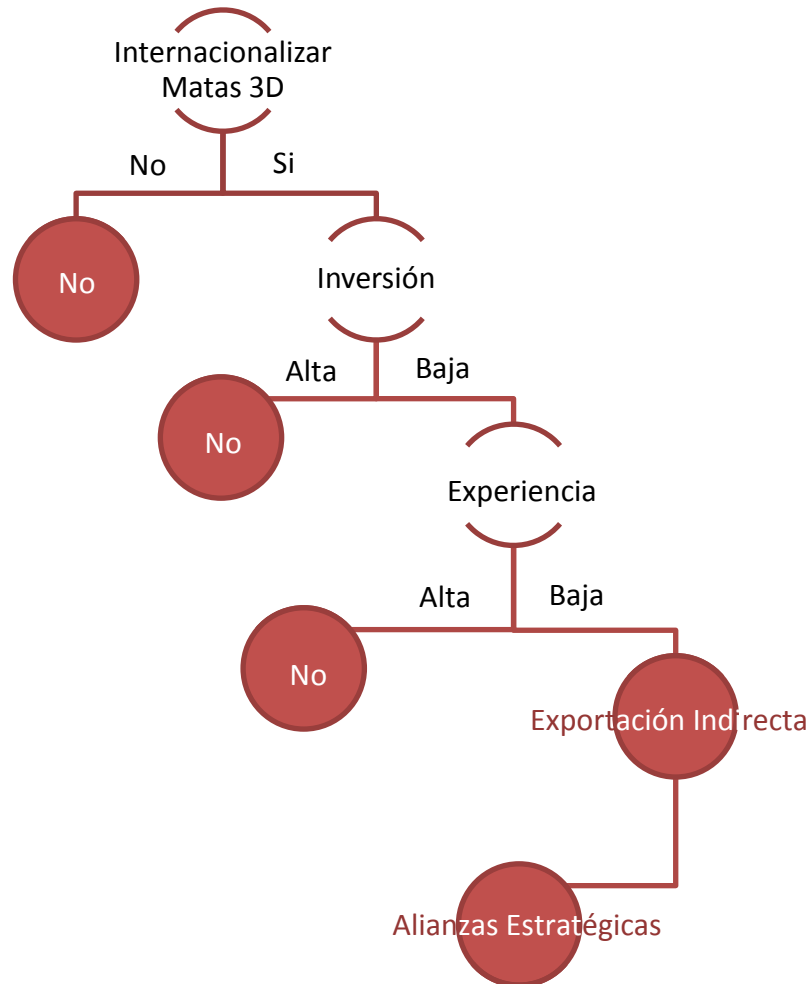 Internacionalizar
Matas 3D
No
Si
No
Inversión
Alta
Baja
No
Experiencia
Alta
Baja
No
Exportación Indirecta
Alianzas Estratégicas